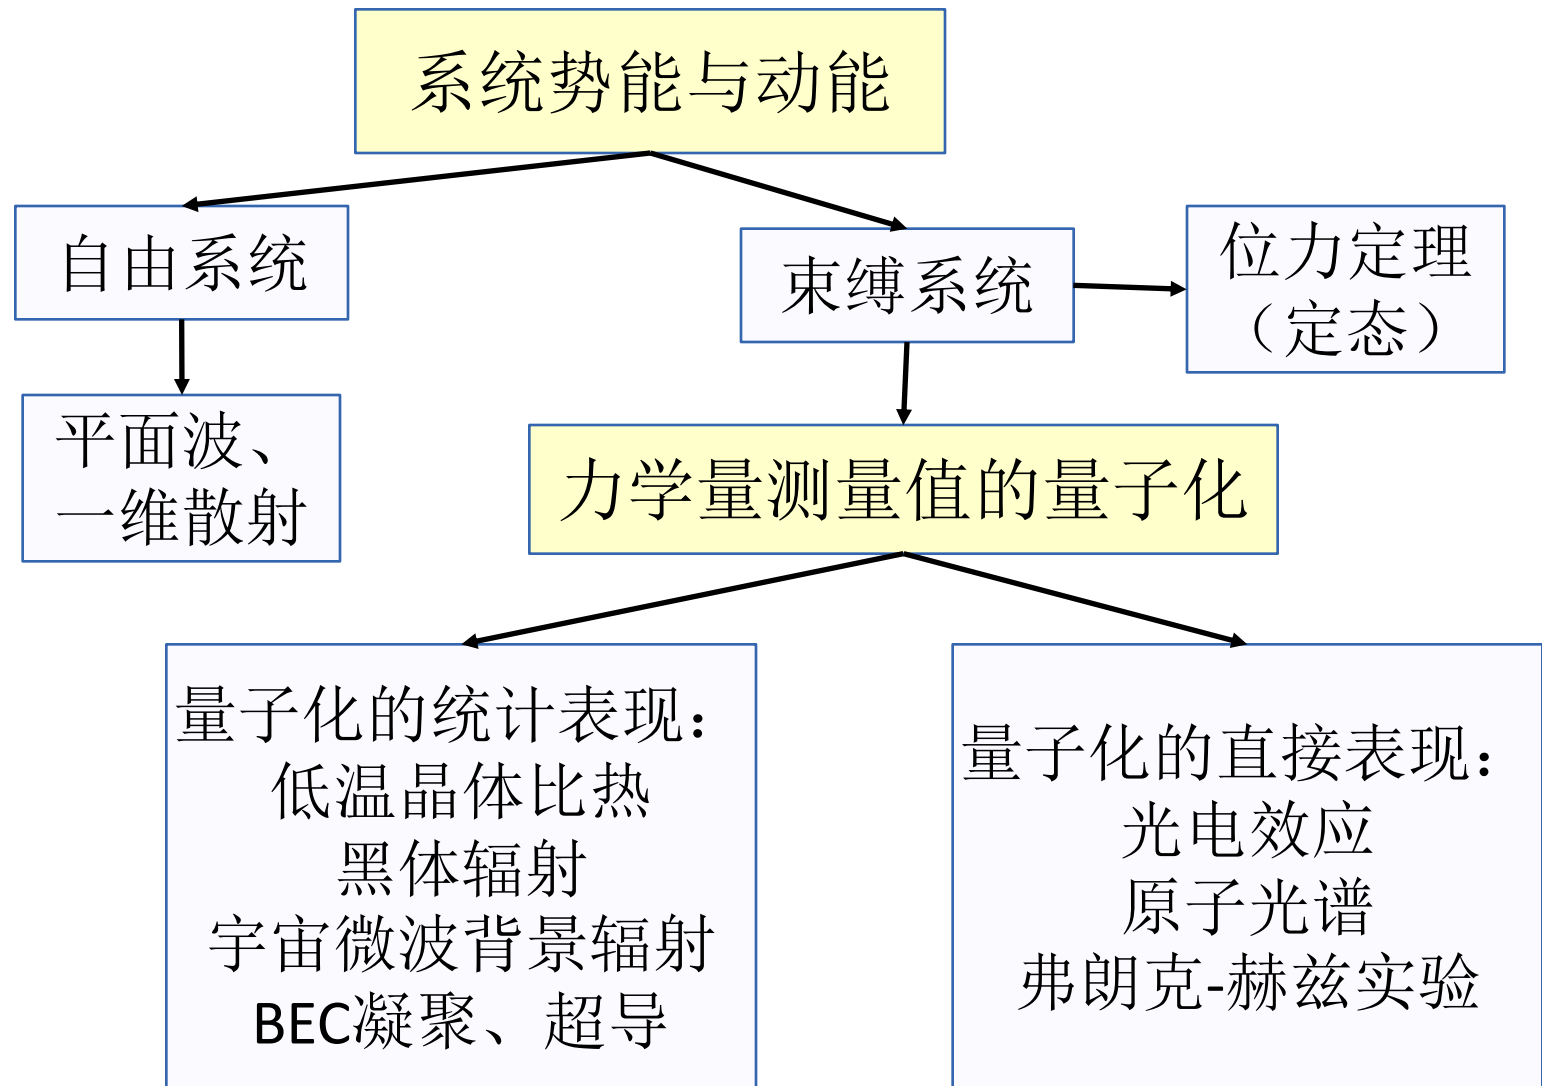 系统势能与动能
自由系统
束缚系统
位力定理
（定态）
平面波、
一维散射
力学量测量值的量子化
量子化的统计表现：
低温晶体比热
黑体辐射
宇宙微波背景辐射
BEC凝聚、超导
量子化的直接表现：
光电效应
原子光谱
弗朗克-赫兹实验